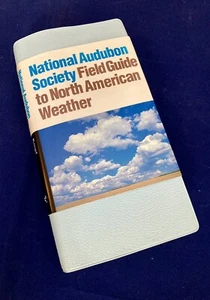 National Audubon
Society Field Guide
to North American
Weather